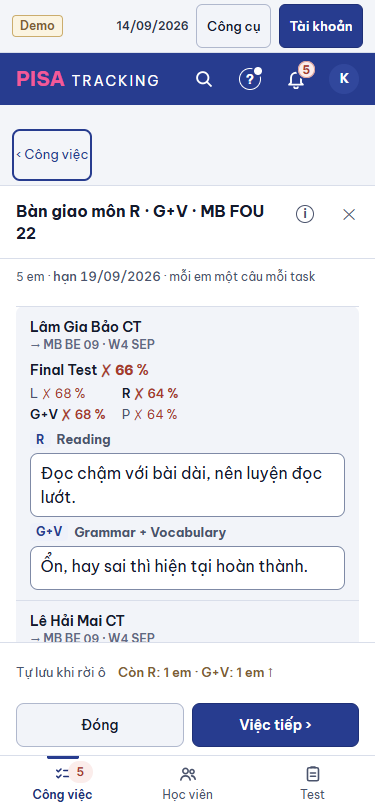 Demo
14/09/2026
Công cụ
Tài khoản
PISA TRACKING
?
5
K
‹ Công việc
Bàn giao môn R · G+V · MB FOU 22
i
5 em · hạn 19/09/2026 · mỗi em một câu mỗi task
Lâm Gia Bảo CT
→ MB BE 09 · W4 SEP
Final Test ✗ 66 %
L ✗ 68 % R ✗ 64 %
G+V ✗ 68 % P ✗ 64 %
R Reading
Đọc chậm với bài dài, nên luyện đọc
lướt.
G+V Grammar + Vocabulary
Ổn, hay sai thì hiện tại hoàn thành.
Lê Hải Mai CT
→ MB BE 09 · W4 SEP
Tự lưu khi rời ô Còn R: 1 em · G+V: 1 em ↑
Đóng
Việc tiếp ›
5
Công việc
Học viên
Test